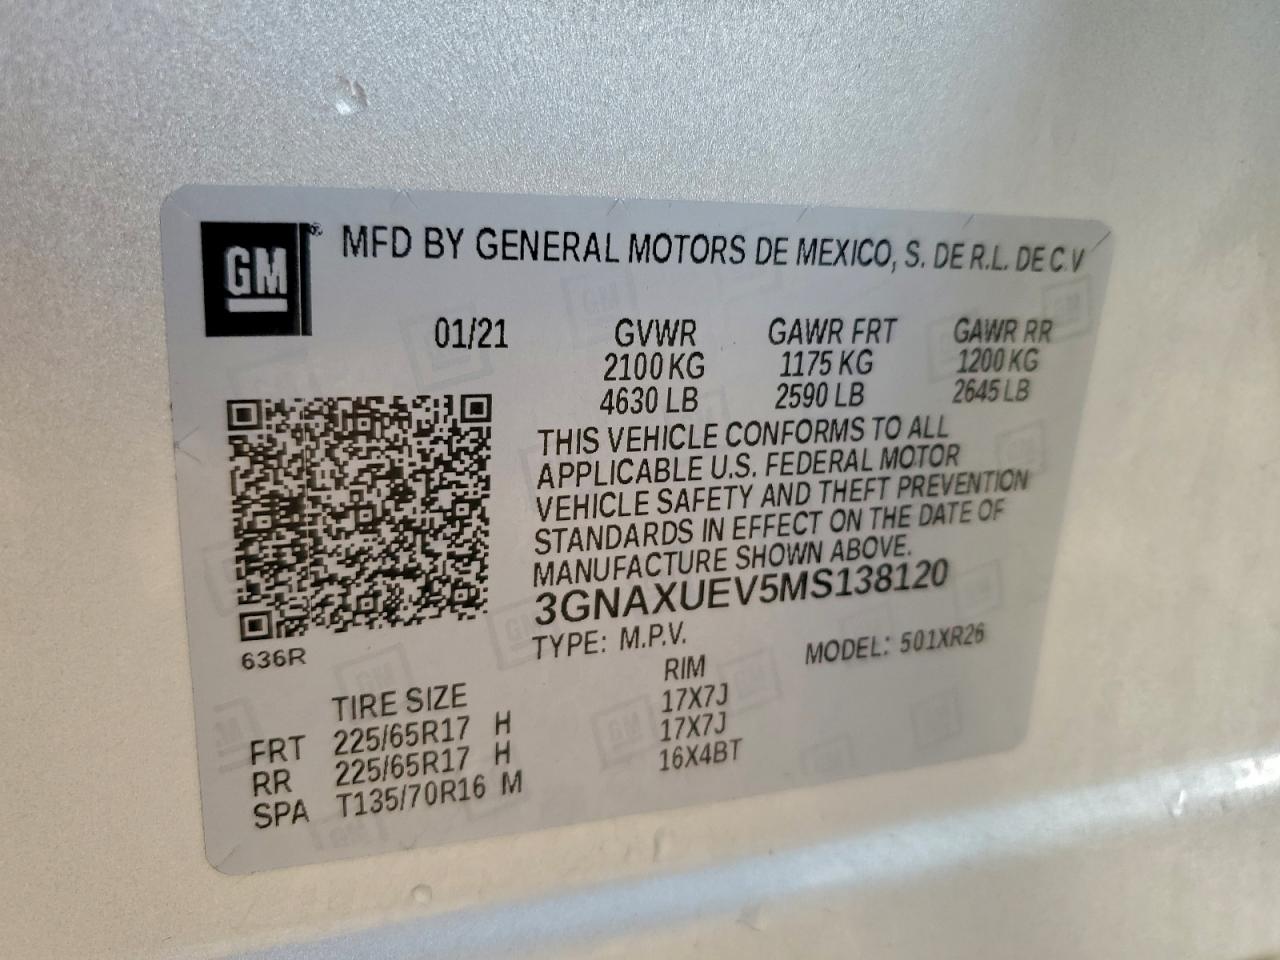 GM® MFD BY GENERAL MOTORS DE MEXICO, S. DE R.L. DE C.V
01/21 GVWR GAWR FRT GAWR RR
2100 KG 1175 KG 1200 KG
4630 LB 2590 LB 2645 LB
THIS VEHICLE CONFORMS TO ALL
APPLICABLE U.S. FEDERAL MOTOR
VEHICLE SAFETY AND THEFT PREVENTION
STANDARDS IN EFFECT ON THE DATE OF
MANUFACTURE SHOWN ABOVE.
3GNAXUEV5MS138120
636R
TYPE: M.P.V. MODEL: 501XR26
TIRE SIZE RIM
FRT 225/65R17 H 17X7J
RR 225/65R17 H 17X7J
SPA T135/70R16 M 16X4BT